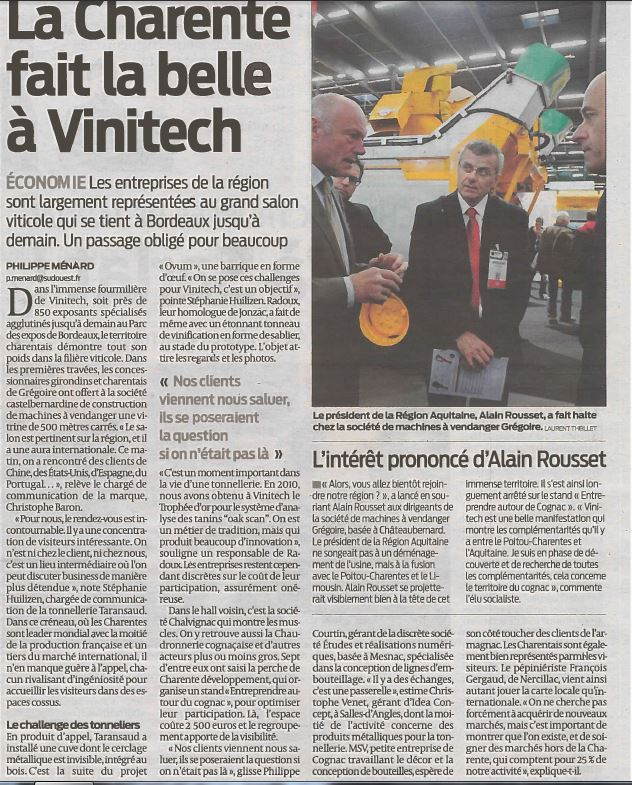 La Charente
fait la belle
à Vinitech
ÉCONOMIE Les entreprises de la région
sont largement représentées au grand salon
viticole qui se tient à Bordeaux jusqu'à
demain. Un passage obligé pour beaucoup
PHILIPPE MÉNARD
p.menard@sudouest.fr
Dans l'immense fourmilière
de Vinitech, soit près de
850 exposants spécialisés
agglutinés jusqu'à demain au Parc
des expos de Bordeaux, le territoire
charentais démontre tout son
poids dans la filière viticole. Dans
les premières travées, les conces-
sionnaires girondins et charentais
de Grégoire ont offert à la société
castelbernardine de construction
de machines à vendanger une vi-
trine de 500 mètres carrés. « Le sa-
lon est pertinent sur la région, et il
a une aura internationale. Ce ma-
tin, on a rencontré des clients de
Chine, des États-Unis, d'Espagne, du
Portugal… », relève le chargé de
communication de la marque,
Christophe Baron.
« Pour nous, le rendez-vous est in-
contournable. Il y a une concentra-
tion de visiteurs intéressante. On
n'est ni chez le client, ni chez nous,
c'est un lieu intermédiaire où l'on
peut discuter business de manière
plus détendue », note Stéphanie
Huilizen, chargée de communica-
tion de la tonnellerie Taransaud.
Dans ce créneau, où les Charentes
sont leader mondial avec la moitié
de la production française et un
tiers du marché international, il
n'en manque guère à l'appel, cha-
cun rivalisant d'ingéniosité pour
accueillir les visiteurs dans des es-
paces cossus.
Le challenge des tonneliers
En produit d'appel, Taransaud a
installé une cuve dont le cerclage
métallique est invisible, intégré au
bois. C'est la suite du projet
« Ovum », une barrique en forme
d'œuf. « On se pose ces challenges
pour Vinitech, c'est un objectif »,
pointe Stéphanie Huilizen. Radoux,
leur homologue de Jonzac, a fait de
même avec un étonnant tonneau
de vinification en forme de sablier,
au stade du prototype. L'objet at-
tire les regards et les photos.
« Nos clients
viennent nous saluer,
ils se poseraient
la question
si on n'était pas là »
« C'est un moment important dans
la vie d'une tonnellerie. En 2010,
nous avons obtenu à Vinitech le
Trophée d'or pour le système d'ana-
lyse des tanins "oak scan". On est
un métier de tradition, mais qui
produit beaucoup d'innovation »,
souligne un responsable de Ra-
doux. Les entreprises restent cepen-
dant discrètes sur le coût de leur
participation, assurément oné-
reuse.
Dans le hall voisin, c'est la société
Chalvignac qui montre les mus-
cles. On y retrouve aussi la Chau-
dronnerie cognaçaise et d'autres
acteurs plus ou moins gros. Sept
d'entre eux ont saisi la perche de
Charente développement, qui or-
ganise un stand « Entreprendre au-
tour du cognac », pour optimiser
leur participation. Là, l'espace
coûte 2 500 euros et le regroupe-
ment apporte de la visibilité.
« Nos clients viennent nous sa-
luer, ils se poseraient la question si
on n'était pas là », glisse Philippe
Le président de la Région Aquitaine, Alain Rousset, a fait halte
chez la société de machines à vendanger Grégoire. LAURENT THEILLET
L'intérêt prononcé d'Alain Rousset
« Alors, vous allez bientôt rejoin-
dre notre région ? », a lancé en sou-
riant Alain Rousset aux dirigeants de
la société de machines à vendanger
Grégoire, basée à Châteaubernard.
Le président de la Région Aquitaine
ne songeait pas à un déménage-
ment de l'usine, mais à la fusion
avec le Poitou-Charentes et le Li-
mousin. Alain Rousset se projette-
rait visiblement bien à la tête de cet
immense territoire. Il s'est ainsi lon-
guement arrêté sur le stand « Entre-
prendre autour de Cognac ». « Vini-
tech est une belle manifestation qui
montre les complémentarités qu'il y
a entre le Poitou-Charentes et
l'Aquitaine. Je suis en phase de dé-
couverte et de recherche de toutes
les complémentarités, cela concerne
le territoire du cognac », commente
l'élu socialiste.
Courtin, gérant de la discrète socié-
té Études et réalisations numéri-
ques, basée à Mesnac, spécialisée
dans la conception de lignes d'em-
bouteillage. « Il y a des échanges,
c'est une passerelle », estime Chris-
tophe Venet, gérant d'Idea Con-
cept, à Salles-d'Angles, dont la moi-
tié de l'activité concerne des
produits métalliques pour la ton-
nellerie. MSV, petite entreprise de
Cognac travaillant le décor et la
conception de bouteilles, espère de
son côté toucher des clients de l'ar-
magnac. Les Charentais sont égale-
ment bien représentés parmi les vi-
siteurs. Le pépiniériste François
Gergaud, de Nercillac, vient ainsi
autant jouer la carte locale qu'in-
ternationale. « On ne cherche pas
forcément à acquérir de nouveaux
marchés, mais c'est important de
montrer que l'on existe, et de soi-
gner des marchés hors de la Cha-
rente, qui comptent pour 25 % de
notre activité », explique-t-il.